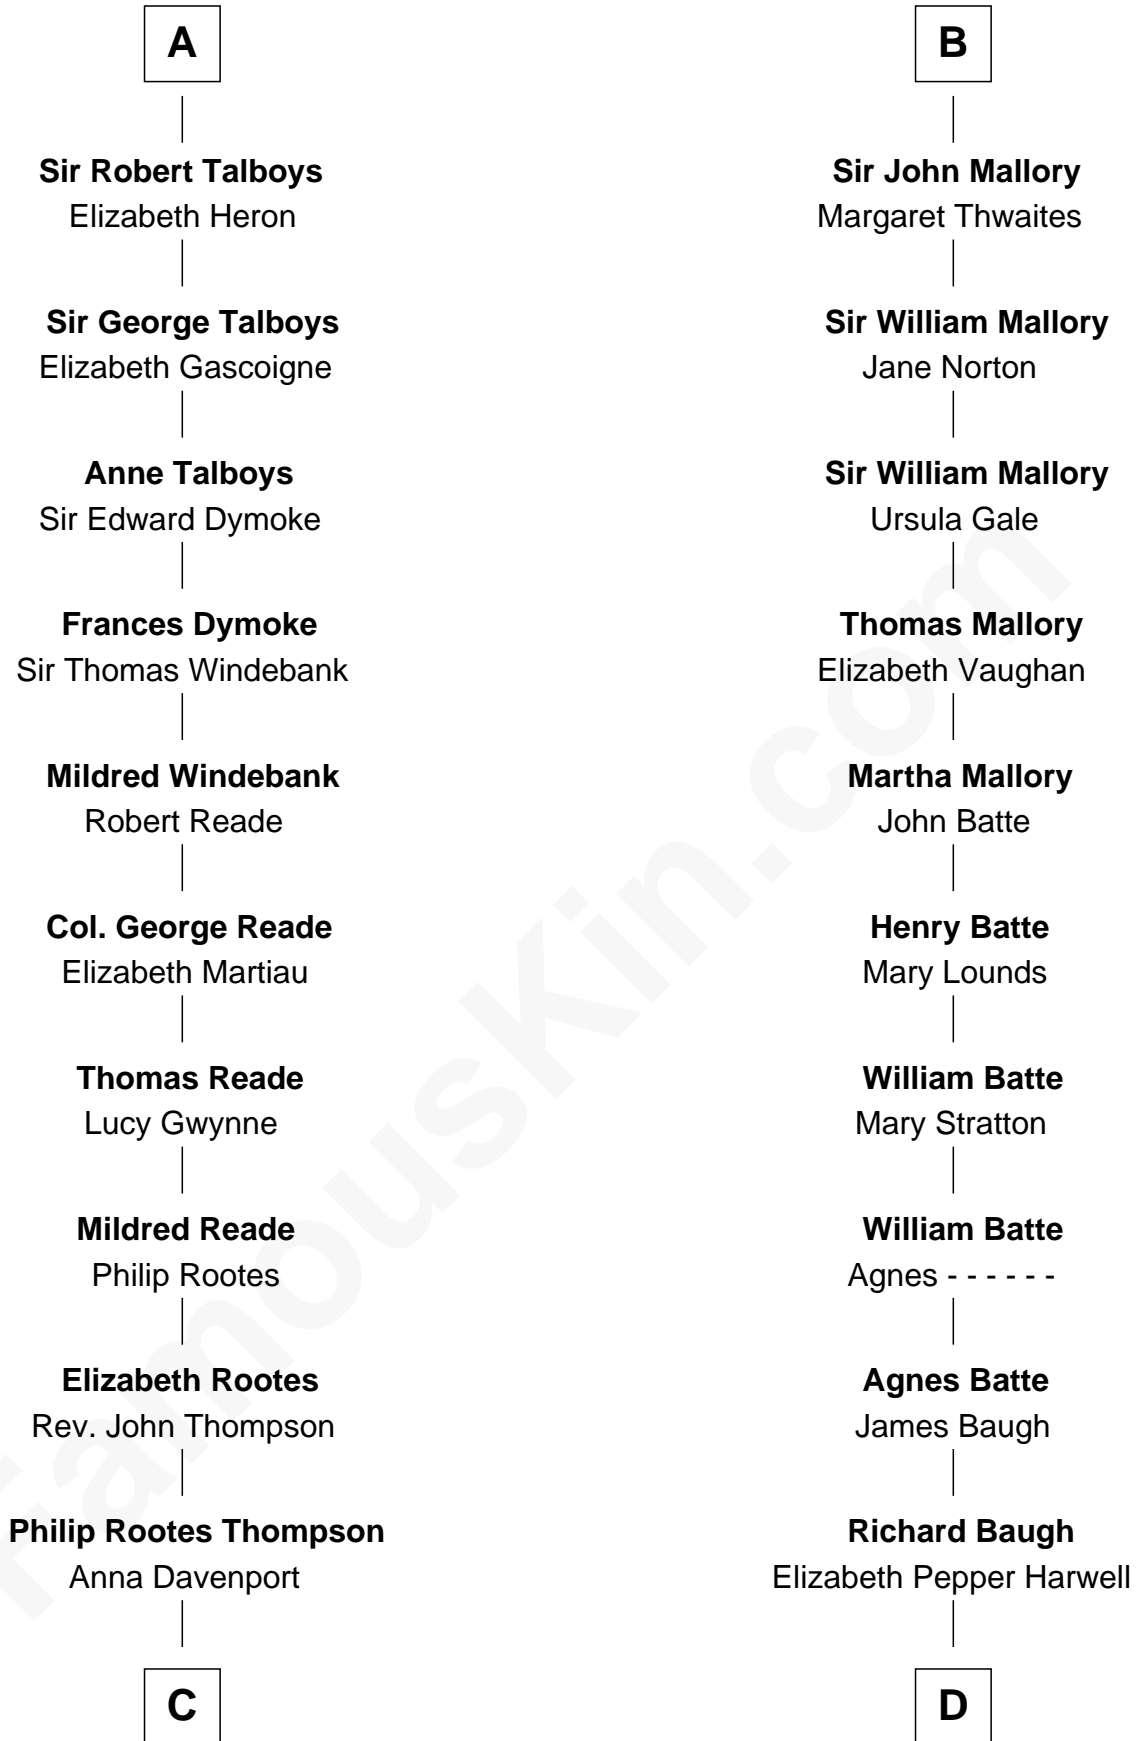 A
Sir Robert Talboys
Elizabeth Heron
Sir George Talboys
Elizabeth Gascoigne
Anne Talboys
Sir Edward Dymoke
Frances Dymoke
Sir Thomas Windebank
Mildred Windebank
Robert Reade
Col. George Reade
Elizabeth Martiau
Thomas Reade
Lucy Gwynne
Mildred Reade
Philip Rootes
Elizabeth Rootes
Rev. John Thompson
Philip Rootes Thompson
Anna Davenport
C
B
Sir John Mallory
Margaret Thwaites
Sir William Mallory
Jane Norton
Sir William Mallory
Ursula Gale
Thomas Mallory
Elizabeth Vaughan
Martha Mallory
John Batte
Henry Batte
Mary Lounds
William Batte
Mary Stratton
William Batte
Agnes - - - - - -
Agnes Batte
James Baugh
Richard Baugh
Elizabeth Pepper Harwell
D
FamousKin.com